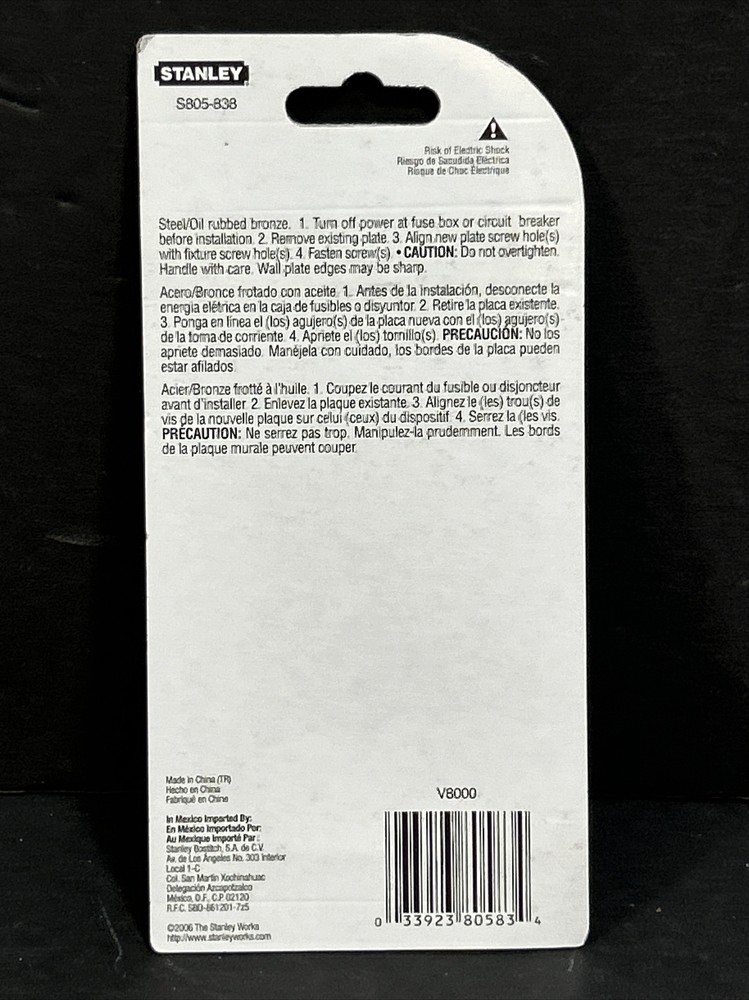 STANLEY
S805-838
Risk of Electric Shock
Riesgo de Sacudida Eléctrica
Risque de Choc Électrique
Steel/Oil rubbed bronze. 1. Turn off power at fuse box or circuit breaker
before installation. 2. Remove existing plate. 3. Align new plate screw hole(s)
with fixture screw hole(s). 4. Fasten screw(s). • CAUTION: Do not overtighten.
Handle with care. Wall plate edges may be sharp.
Acero/Bronce frotado con aceite. 1. Antes de la instalación, desconecte la
energía elétrica en la caja de fusibles o disyuntor. 2. Retire la placa existente.
3. Ponga en línea el (los) agujero(s) de la placa nueva con el (los) agujero(s)
de la toma de corriente. 4. Apriete el (los) tornillo(s). PRECAUCIÓN: No los
apriete demasiado. Manéjela con cuidado, los bordes de la placa pueden
estar afilados.
Acier/Bronze frotté à l'huile. 1. Coupez le courant du fusible ou disjoncteur
avant d'installer. 2. Enlevez la plaque existante. 3. Alignez le (les) trou(s) de
vis de la nouvelle plaque sur celui (ceux) du dispositif. 4. Serrez la (les vis.
PRÉCAUTION: Ne serrez pas trop. Manipulez-la prudemment. Les bords
de la plaque murale peuvent couper.
Made in China (TR)
Hecho en China
Fabriqué en Chine
In Mexico Imported By:
En México Importado Por:
Au Mexique Importé Par :
Stanley Bostitch, S.A. de C.V.
Av. de Los Angeles No. 303 Interior
Local 1-C
Col. San Martin Xochinahuac
Delegación Azcapotzalco
México, D.F., C.P. 02120
R.F.C. SBO-861201-7z5
©2006 The Stanley Works
http://www.stanleyworks.com
V8000
0 33923 80583 4